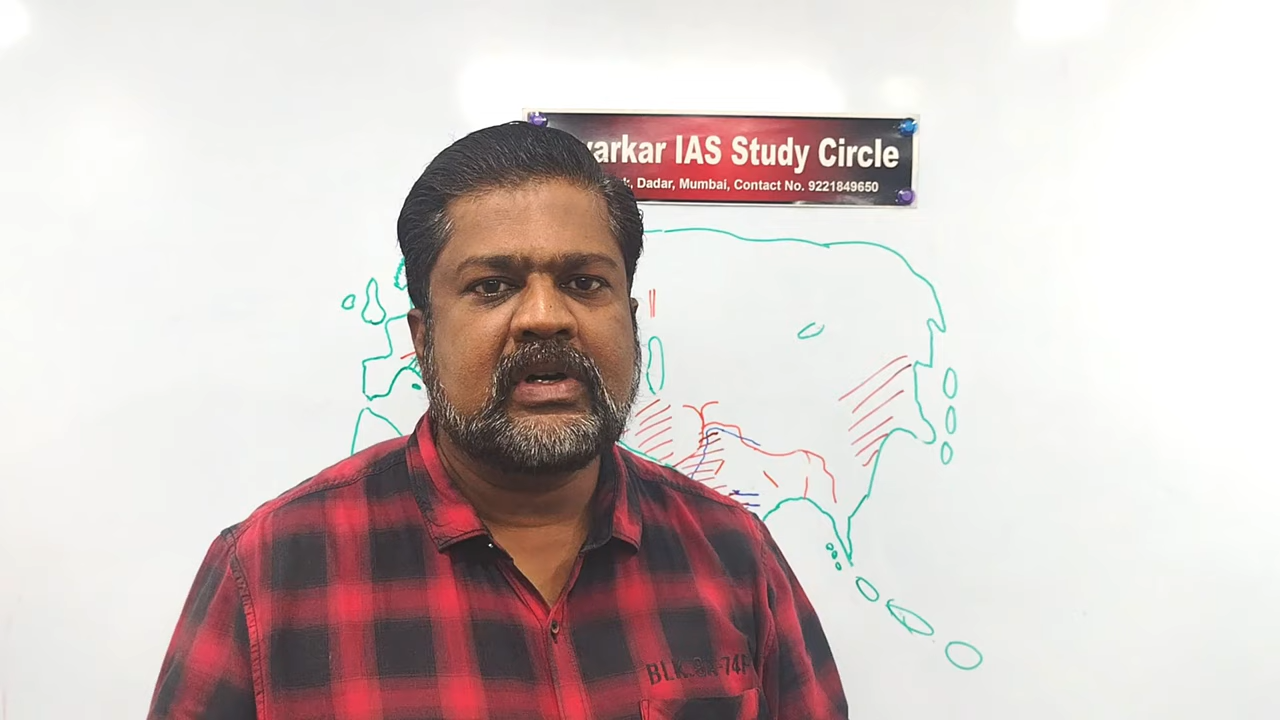 varkar IAS Study Circle
k, Dadar, Mumbai, Contact No. 9221849650
BLK.